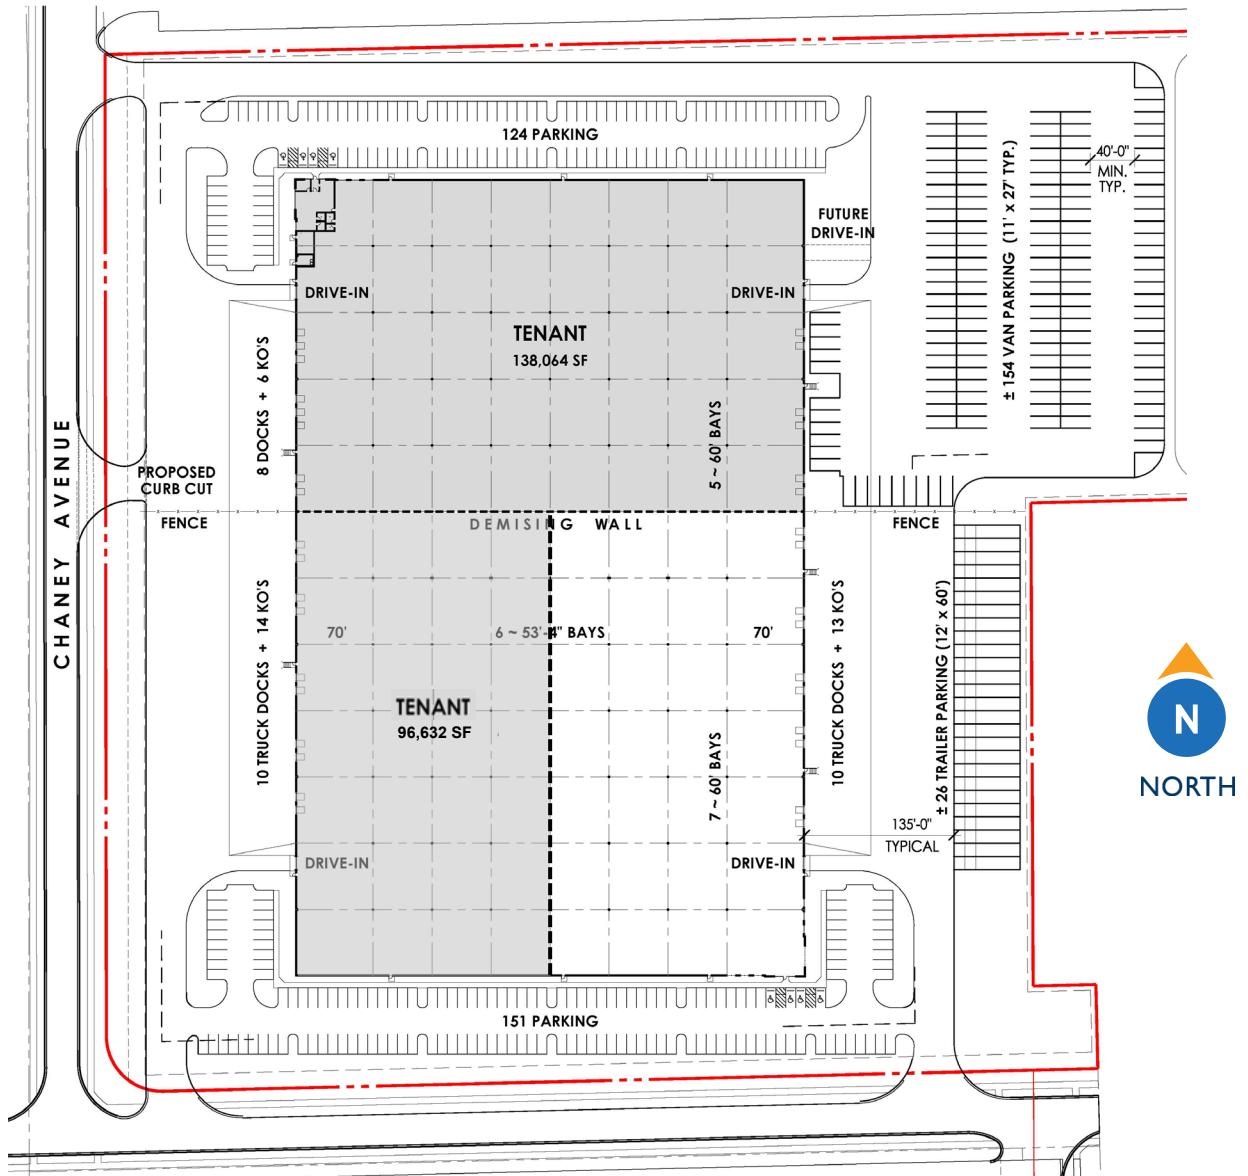 124 PARKING
40'-0"
MIN.
TYP.
± 154 VAN PARKING (11' x 27' TYP.)
FUTURE
DRIVE-IN
DRIVE-IN
DRIVE-IN
TENANT
138,064 SF
8 DOCKS + 6 KO'S
5 ~ 60' BAYS
CHANEY AVENUE
PROPOSED
CURB CUT
FENCE
DEMISING WALL
FENCE
10 TRUCK DOCKS + 14 KO'S
70'
6 ~ 53'-4" BAYS
70'
10 TRUCK DOCKS + 13 KO'S
± 26 TRAILER PARKING (12' x 60')
TENANT
96,632 SF
7 ~ 60' BAYS
N
NORTH
135'-0"
TYPICAL
DRIVE-IN
DRIVE-IN
151 PARKING